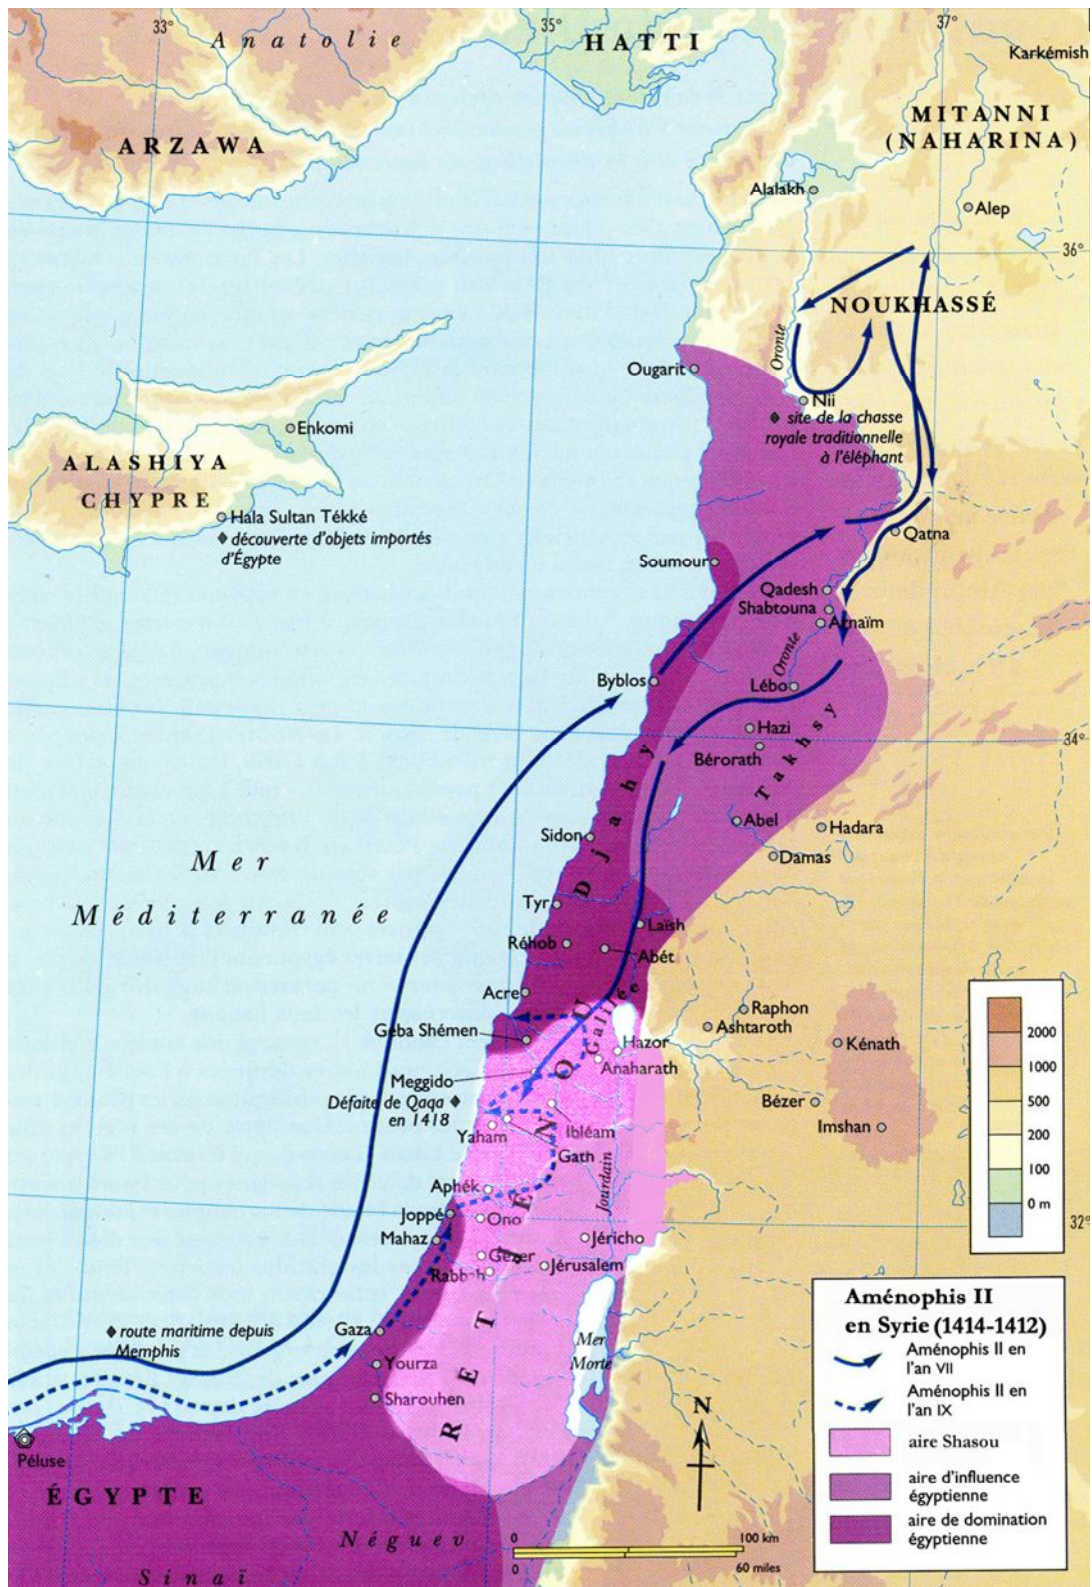 33°
35°
37°
Anatolie
HATTI
Karkémish
ARZAWA
MITANNI
(NAHARINA)
Alalakh
Alep
36°
NOUKHASSÉ
Oronte
Ougarit
Nii
site de la chasse
royale traditionnelle
à l'éléphant
Enkomi
ALASHIYA
CHYPRE
Hala Sultan Tékké
découverte d'objets importés
d'Égypte
Qatna
Soumour
Qadesh
Shabtouna
Arnaïm
Oronte
Byblos
Lébo
Hazi
34°
Bérorath
Takhsy
Djahy
Abel
Hadara
Sidon
Damas
Mer
Méditerranée
Tyr
Laïsh
Réhob
Abét
Acre
Galilée
Raphon
Ashtaroth
Geba Shémen
Hazor
Kénath
Anaharath
Meggido
Défaite de Qaqa
en 1418
Bézer
Imshan
Yaham
Ibléam
Gath
Jourdain
Aphék
Joppé
Ono
32°
Mahaz
Jéricho
Gézer
Jérusalem
Rabbah
RETJENOU
route maritime depuis
Memphis
Gaza
Mer
Morte
Yourza
Sharouhen
Péluse
ÉGYPTE
Néguev
Sinaï
N
0
100 km
0
60 miles
2000
1000
500
200
100
0 m
Aménophis II
en Syrie (1414-1412)
Aménophis II en
l'an VII
Aménophis II en
l'an IX
aire Shasou
aire d'influence
égyptienne
aire de domination
égyptienne